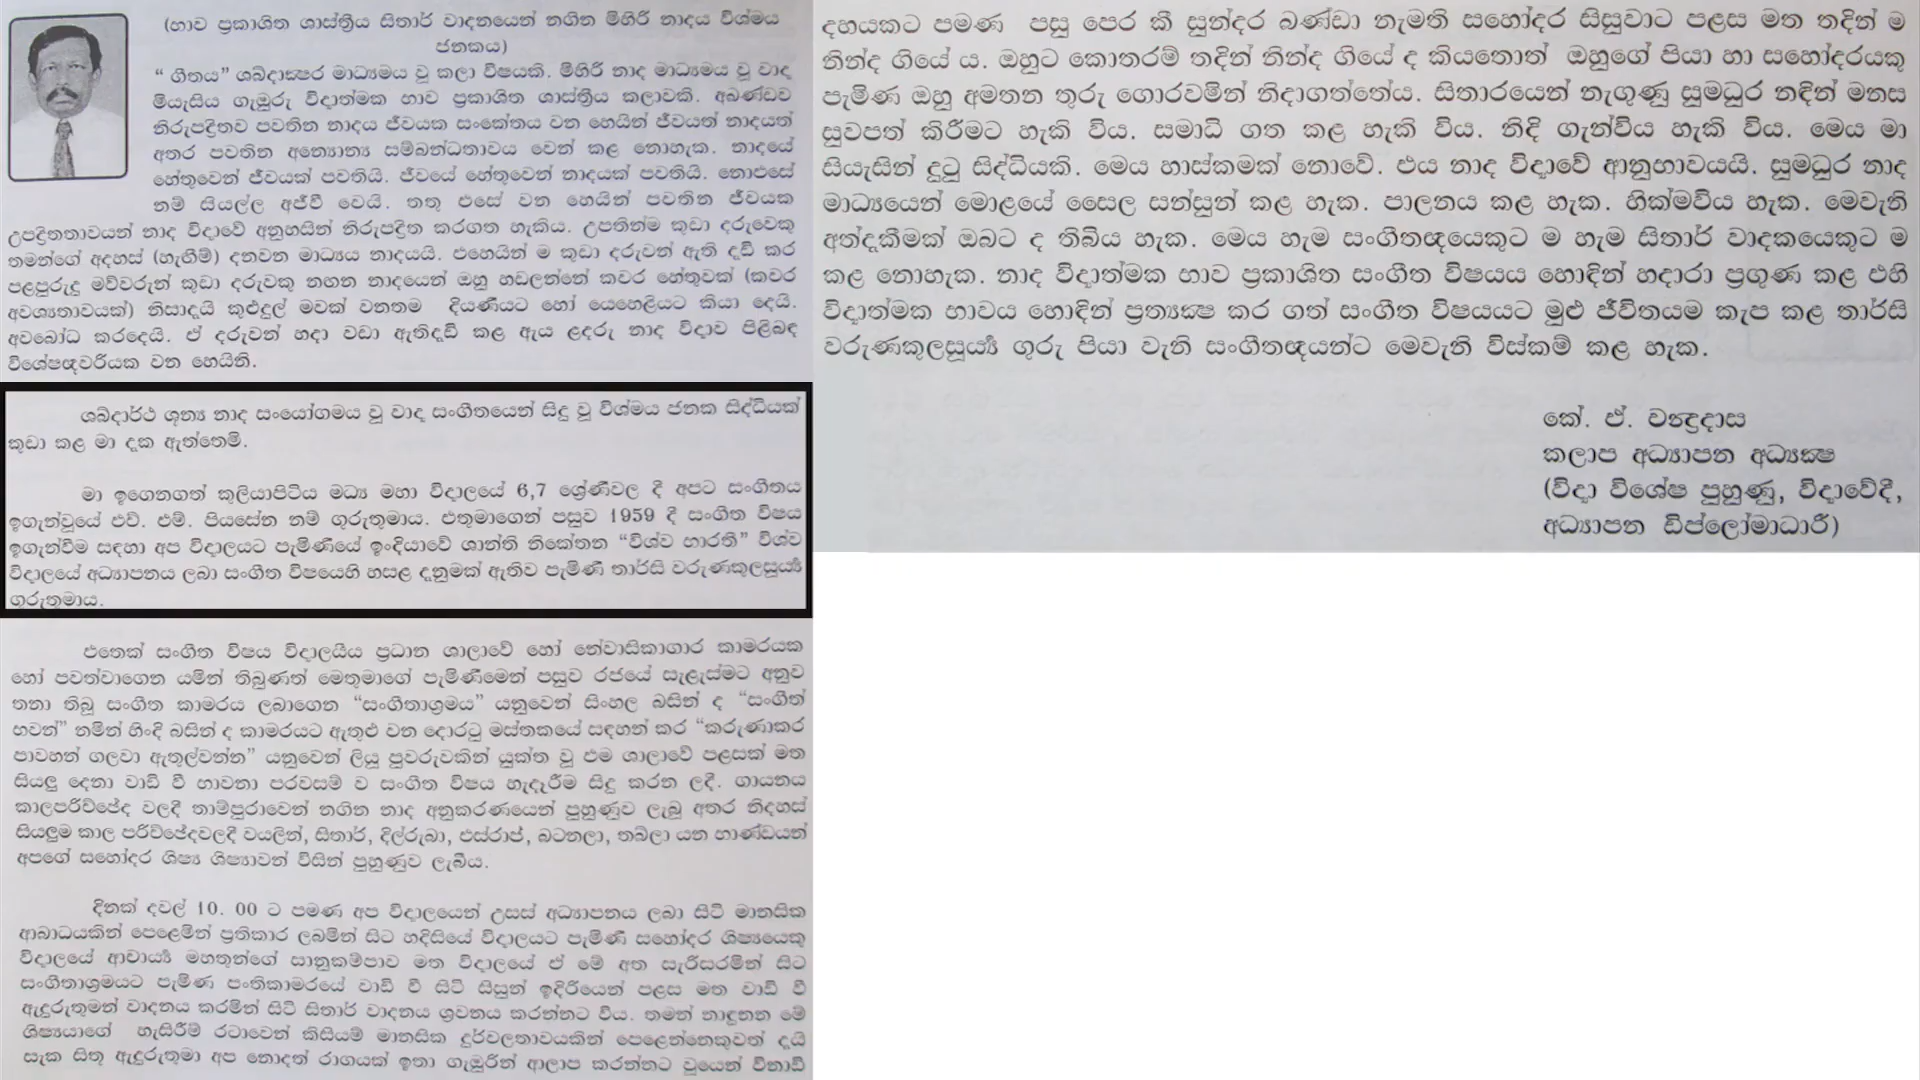 (භාව ප්‍රකාශිත ශාස්ත්‍රීය සිතාර් වාදනයෙන් නගින මිහිරි නාදය විශ්මය
ජනකය)
“ ගීතය” ශබ්දාක්‍ෂර මාධ්‍යමය වූ කලා විෂයකි. මිහිරි නාද මාධ්‍යමය වූ වාද්‍ය
මියැසිය ගැඹුරු විද්‍යාත්මක භාව ප්‍රකාශිත ශාස්ත්‍රීය කලාවකි. අඛණ්ඩව
නිරුපද්‍රිතව පවතින නාදය ජීවයක සංකේතය වන හෙයින් ජීවයත් නාදයත්
අතර පවතින අන්‍යොන්‍ය සම්බන්ධතාවය වෙන් කළ නොහැක. නාදයේ
හේතුවෙන් ජීවයක් පවතියි. ජීවයේ හේතුවෙන් නාදයක් පවතියි. නොඑසේ
නම් සියල්ල අජීවී වෙයි. තතු එසේ වන හෙයින් පවතින ජීවයක
උපද්‍රිතතාවයන් නාද විද්‍යාවේ අනුහසින් නිරුපද්‍රිත කරගත හැකිය. උපතින්ම කුඩා දරුවෙකු
තමන්ගේ අදහස් (හැඟීම්) දනවන මාධ්‍යය නාදයයි. එහෙයින් ම කුඩා දරුවන් ඇති දැඩි කර
පළපුරුදු මව්වරුන් කුඩා දරුවකු නඟන නාදයෙන් ඔහු හඩලන්නේ කවර හේතුවක් (කවර
අවශ්‍යතාවයක්) නිසාදැයි කුළුදුල් මවක් වනතම දියණියට හෝ යෙහෙළියට කියා දෙයි.
අවබෝධ කරදෙයි. ඒ දරුවන් හදා වඩා ඇතිදැඩි කළ ඇය ළදරු නාද විද්‍යාව පිළිබඳ
විශේෂඥවරියක වන හෙයිනි.
ශබ්දාර්ථ ශූන්‍ය නාද සංයෝගමය වූ වාද්‍ය සංගීතයෙන් සිදු වූ විශ්මය ජනක සිද්ධියක්
කුඩා කළ මා දැක ඇත්තෙමි.
මා ඉගෙනගත් කුලියාපිටිය මධ්‍ය මහා විද්‍යාලයේ 6,7 ශ්‍රේණිවල දී අපට සංගීතය
ඉගැන්වූයේ එච්. එම්. පියසේන නම් ගුරුතුමාය. එතුමාගෙන් පසුව 1959 දී සංගීත විෂය
ඉගැන්වීම සඳහා අප විද්‍යාලයට පැමිණියේ ඉංදියාවේ ශාන්ති නිකේතන “විශ්ව භාරතී” විශ්ව
විද්‍යාලයේ අධ්‍යාපනය ලබා සංගීත විෂයෙහි හසළ දැනුමක් ඇතිව පැමිණි තාර්සි වරුණකුලසූර්‍ය්‍ය
ගුරුතුමාය.
එතෙක් සංගීත විෂය විද්‍යාලයීය ප්‍රධාන ශාලාවේ හෝ නේවාසිකාගාර කාමරයක
හෝ පවත්වාගෙන යමින් තිබුණත් මෙතුමාගේ පැමිණීමෙන් පසුව රජයේ සැළැස්මට අනුව
තනා තිබූ සංගීත කාමරය ලබාගෙන “සංගීතාශ්‍රමය” යනුවෙන් සිංහල බසින් ද “සංගීත්
භවන්” නමින් හිංදි බසින් ද කාමරයට ඇතුළු වන දොරටු මස්තකයේ සඳහන් කර “කරුණාකර
පාවහන් ගලවා ඇතුල්වන්න” යනුවෙන් ලියූ පුවරුවකින් යුක්ත වූ එම ශාලාවේ පළසක් මත
සියලු දෙනා වාඩි වී භාවනා පරවසම් ව සංගීත විෂය හැදෑරීම සිදු කරන ලදී. ගායනය
කාලපරිච්ඡේද වලදී තාම්පුරාවෙන් නගින නාද අනුකරණයෙන් පුහුණුව ලැබූ අතර නිදහස්
සියලුම කාල පරිච්ඡේදවලදී වයලින්, සිතාර්, දිල්රුබා, එස්රාජ්, බටනලා, තබ්ලා යන භාණ්ඩයන්
අපගේ සහෝදර ශිෂ්‍ය ශිෂ්‍යාවන් විසින් පුහුණුව ලැබීය.
දිනක් දවල් 10. 00 ට පමණ අප විද්‍යාලයෙන් උසස් අධ්‍යාපනය ලබා සිටි මානසික
ආබාධයකින් පෙළෙමින් ප්‍රතිකාර ලබමින් සිට හදිසියේ විද්‍යාලයට පැමිණි සහෝදර ශිෂ්‍යයෙකු
විද්‍යාලයේ ආචාර්‍ය්‍ය මහතුන්ගේ සානුකම්පාව මත විද්‍යාලයේ ඒ මේ අත සැරිසරමින් සිට
සංගීතාශ්‍රමයට පැමිණ පංතිකාමරයේ වාඩි වී සිටි සිසුන් ඉදිරියෙන් පළස මත වාඩි වී
ඇදුරුතුමන් වාදනය කරමින් සිටි සිතාර් වාදනය ශ්‍රවනය කරන්නට විය. තමන් නාඳුනන මේ
ශිෂ්‍යයාගේ හැසිරීම් රටාවෙන් කිසියම් මානසික දුර්වලතාවයකින් පෙළෙන්නෙකුවත් දැයි
සැක සිතූ ඇදුරුතුමා අප නොදත් රාගයක් ඉතා ගැඹුරින් ආලාප කරන්නට වූයෙන් විනාඩි
දහයකට පමණ පසු පෙර කී සුන්දර බණ්ඩා නැමති සහෝදර සිසුවාට පළස මත තදින් ම
නින්ද ගියේ ය. ඔහුට කොතරම් තදින් නින්ද ගියේ ද කියතොත් ඔහුගේ පියා හා සහෝදරයකු
පැමිණ ඔහු අමතන තුරු ගොරවමින් නිදාගත්තේය. සිතාරයෙන් නැගුණු සුමධුර නඳින් මනස
සුවපත් කිරීමට හැකි විය. සමාධි ගත කළ හැකි විය. නිදි ගැන්විය හැකි විය. මෙය මා
සියැසින් දුටු සිද්ධියකි. මෙය හාස්කමක් නොවේ. එය නාද විද්‍යාවේ ආනුභාවයයි. සුමධුර නාද
මාධ්‍යයෙන් මොළයේ සෛල සන්සුන් කළ හැක. පාලනය කළ හැක. හික්මවිය හැක. මෙවැනි
අත්දැකීමක් ඔබට ද තිබිය හැක. මෙය හැම සංගීතඥයෙකුට ම හැම සිතාර් වාදකයෙකුට ම
කළ නොහැක. නාද විද්‍යාත්මක භාව ප්‍රකාශිත සංගීත විෂයය හොඳින් හදාරා ප්‍රගුණ කළ එහි
විද්‍යාත්මක භාවය හොඳින් ප්‍රත්‍යක්‍ෂ කර ගත් සංගීත විෂයයට මුළු ජීවිතයම කැප කළ තාර්සි
වරුණකුලසූර්‍ය්‍ය ගුරු පියා වැනි සංගීතඥයන්ට මෙවැනි විස්කම් කළ හැක.
කේ. ඒ. චන්‍ද්‍රදාස
කලාප අධ්‍යාපන අධ්‍යක්‍ෂ
(විද්‍යා විශේෂ පුහුණු, විද්‍යාවේදී,
අධ්‍යාපන ඩිප්ලෝමාධාරී)